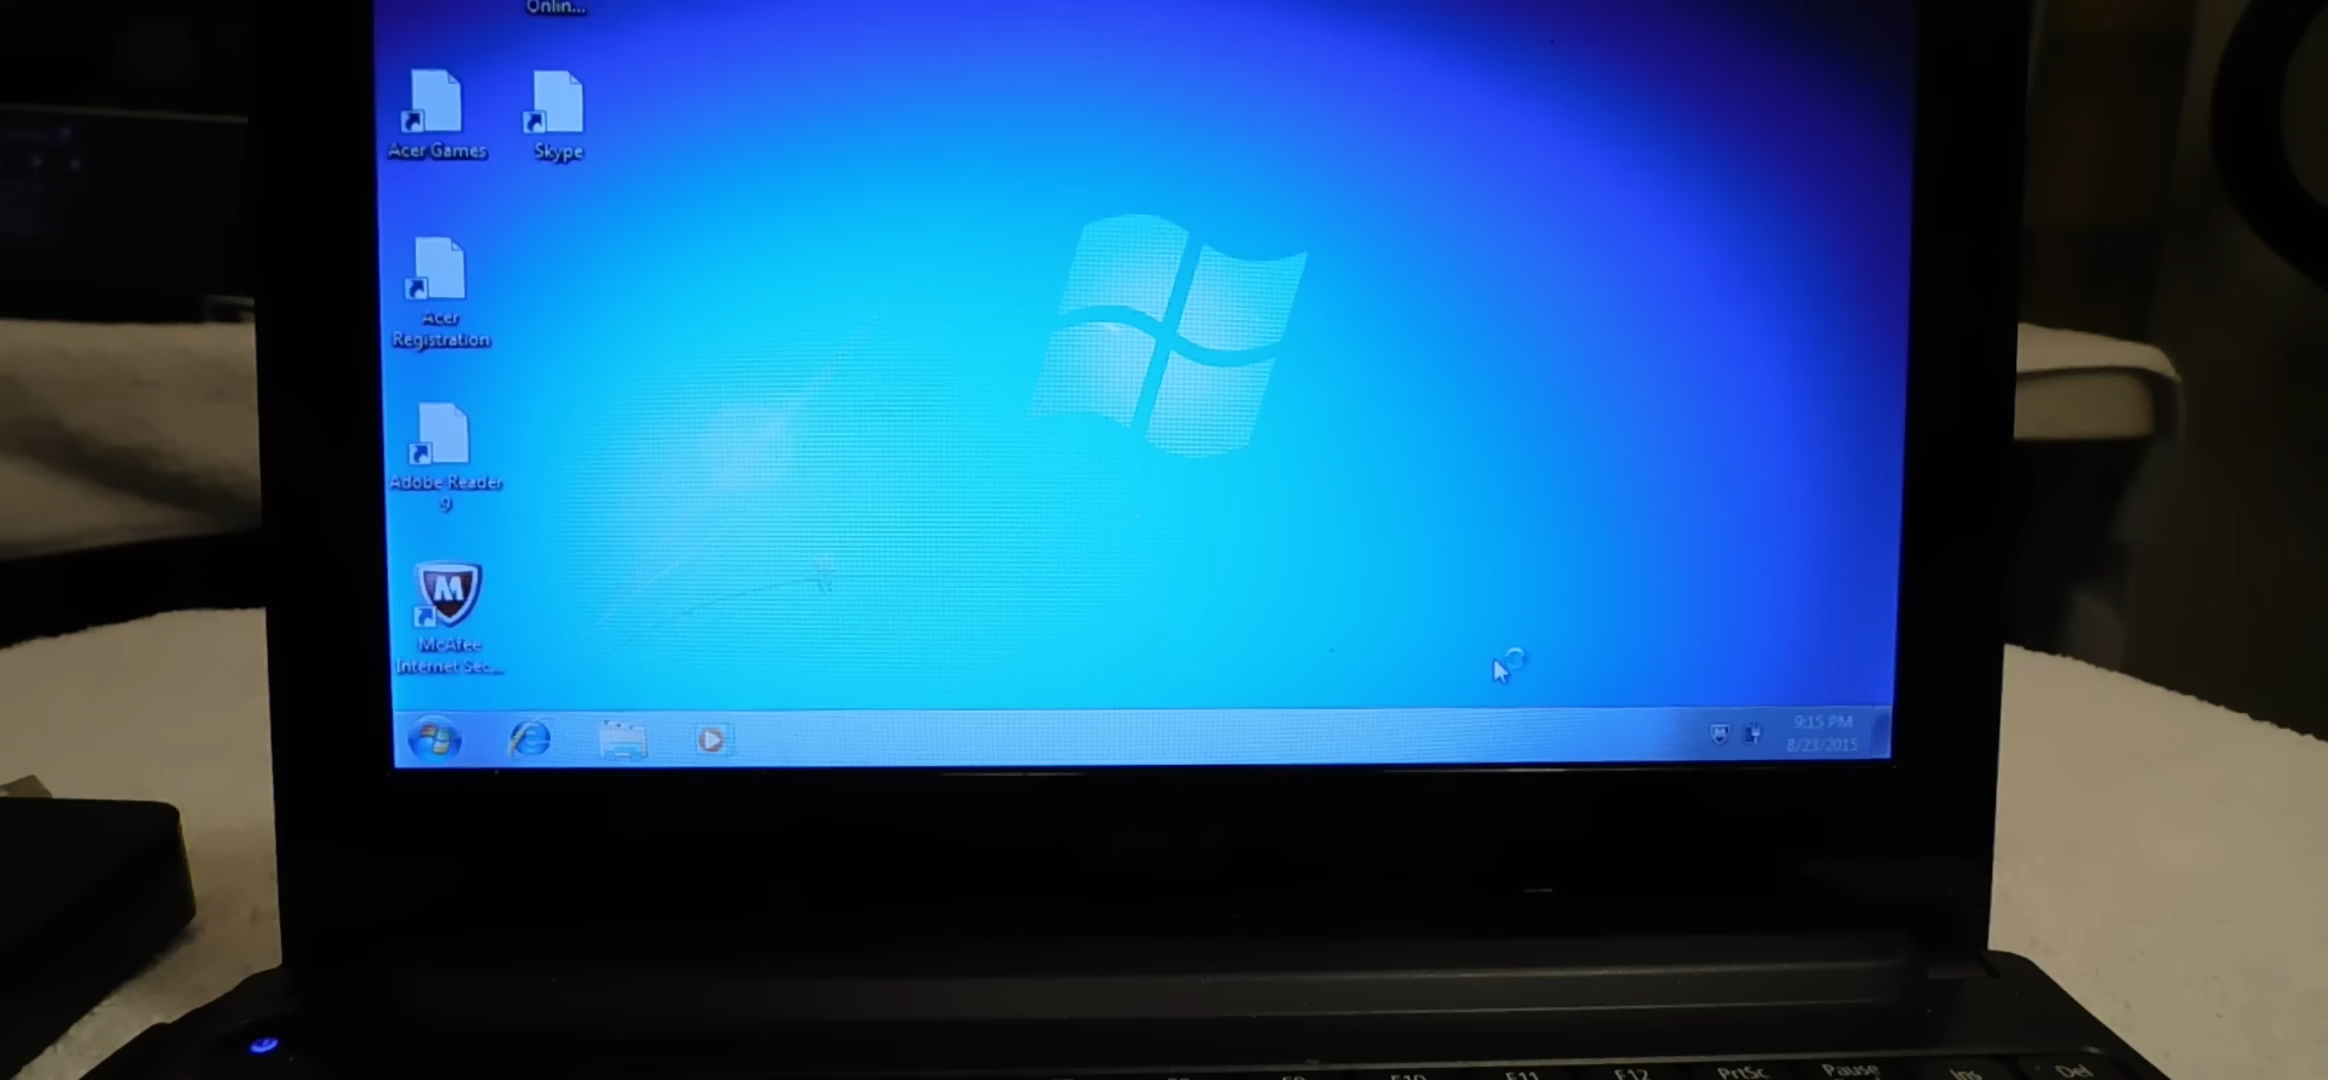 Onlin...
Acer Games
Skype
Acer
Registration
Adobe Reader
9
McAfee
Internet Sec...
9:15 PM
8/23/2015
F10
F11
F12
PrtSc
Pause
Ins
Del